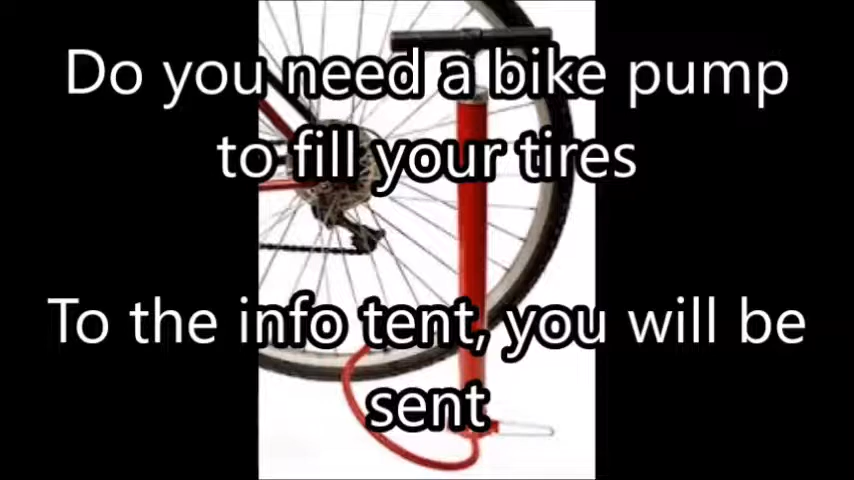 Do you need a bike pump
to fill your tires
To the info tent, you will be
sent